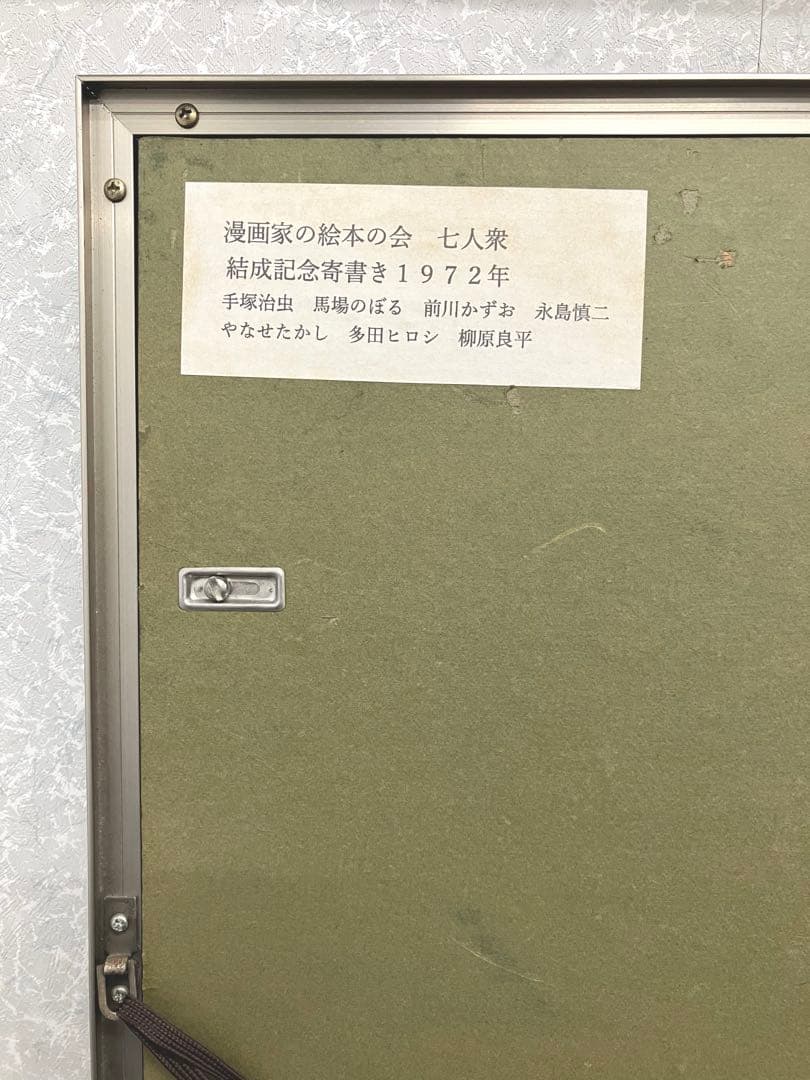 漫画家の絵本の会　七人衆
結成記念寄書き１９７２年
手塚治虫　馬場のぼる　前川かずお　永島慎二
やなせたかし　多田ヒロシ　柳原良平